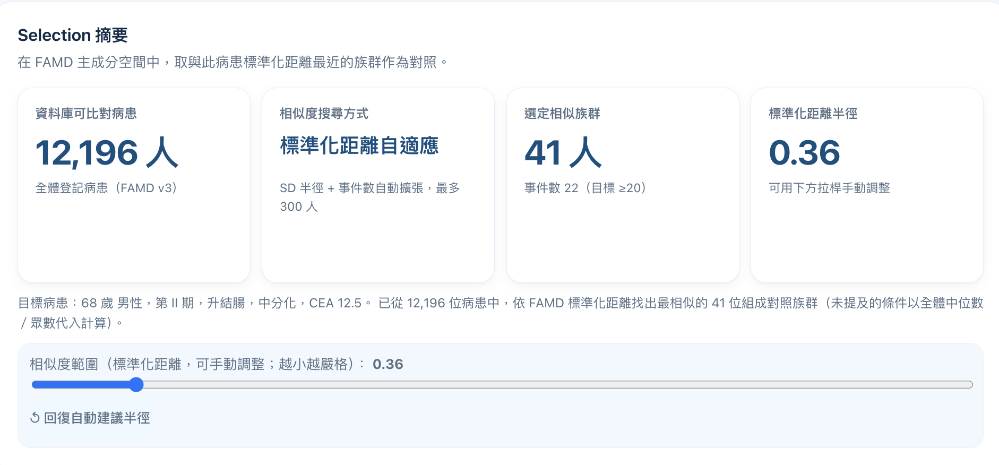 Selection 摘要
在 FAMD 主成分空間中，取與此病患標準化距離最近的族群作為對照。
資料庫可比對病患
12,196 人
全體登記病患（FAMD v3）
相似度搜尋方式
標準化距離自適應
SD 半徑 + 事件數自動擴張，最多
300 人
選定相似族群
41 人
事件數 22（目標 ≥20）
標準化距離半徑
0.36
可用下方拉桿手動調整
目標病患：68 歲 男性，第 II 期，升結腸，中分化，CEA 12.5。 已從 12,196 位病患中，依 FAMD 標準化距離找出最相似的 41 位組成對照族群（未提及的條件以全體中位數
/ 眾數代入計算）。
相似度範圍（標準化距離，可手動調整；越小越嚴格）： 0.36
↺ 回復自動建議半徑